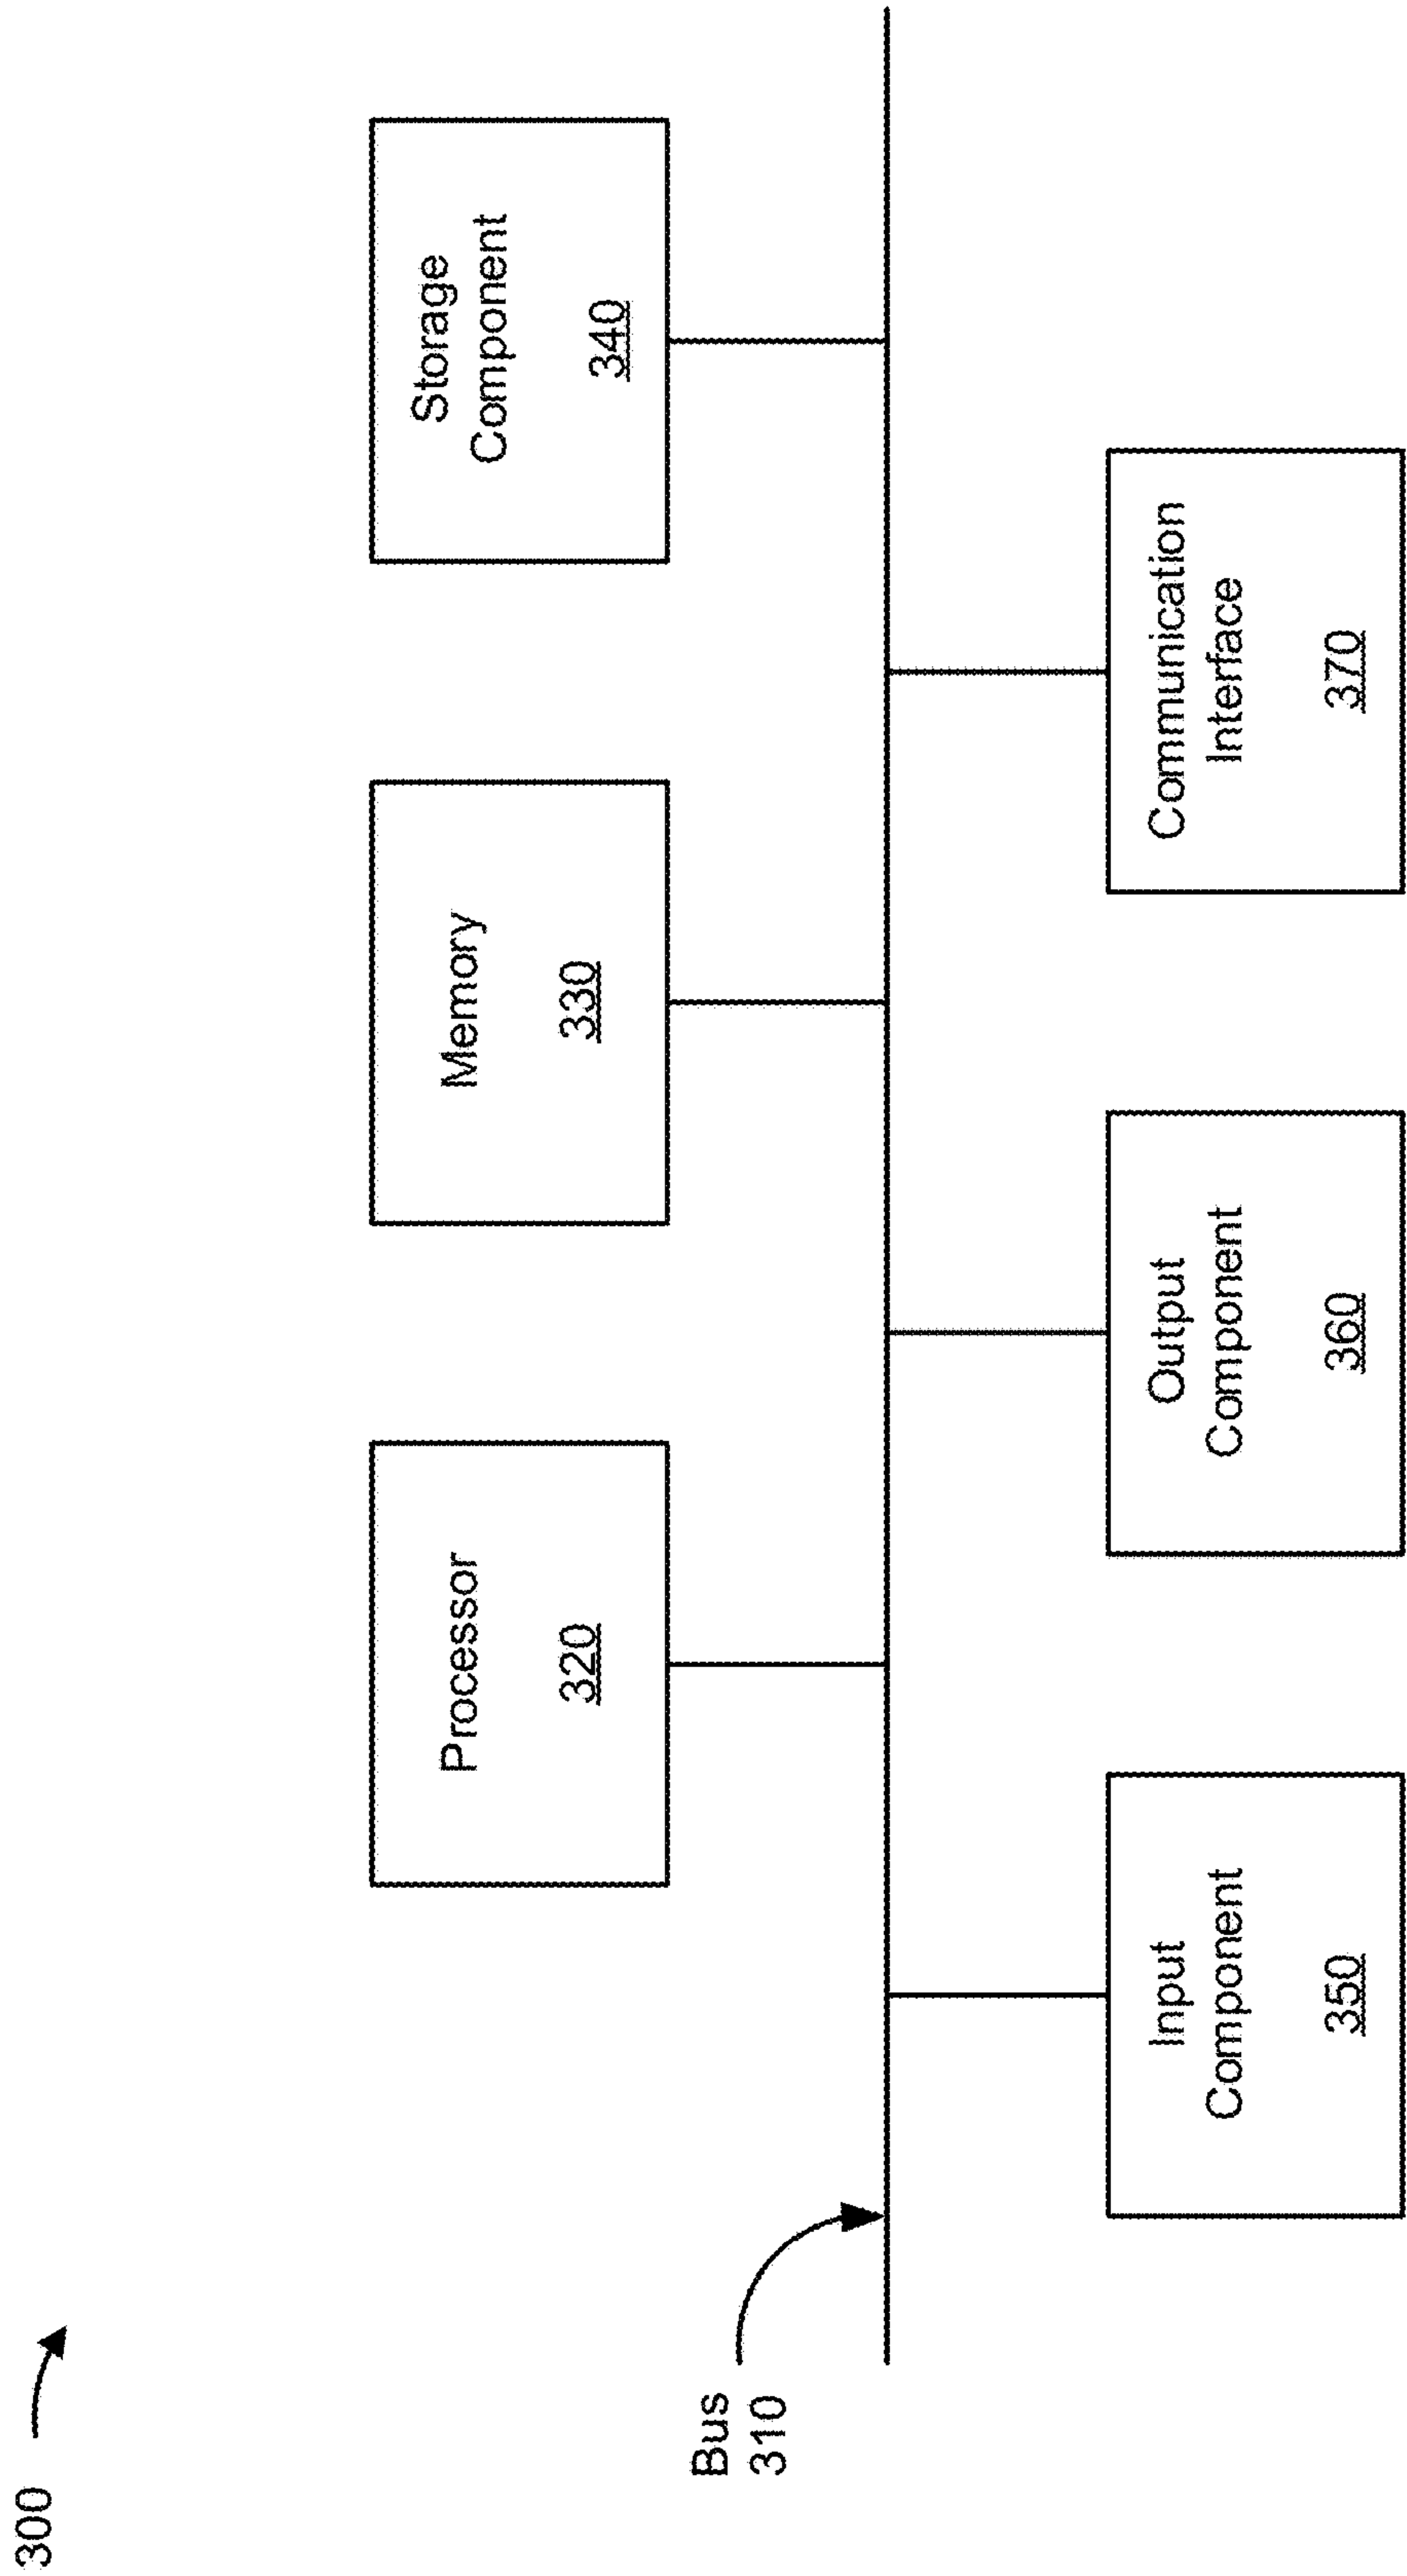 300
Processor
320
Memory
330
Storage
Component
340
Bus
310
Input
Component
350
Output
Component
360
Communication
Interface
370